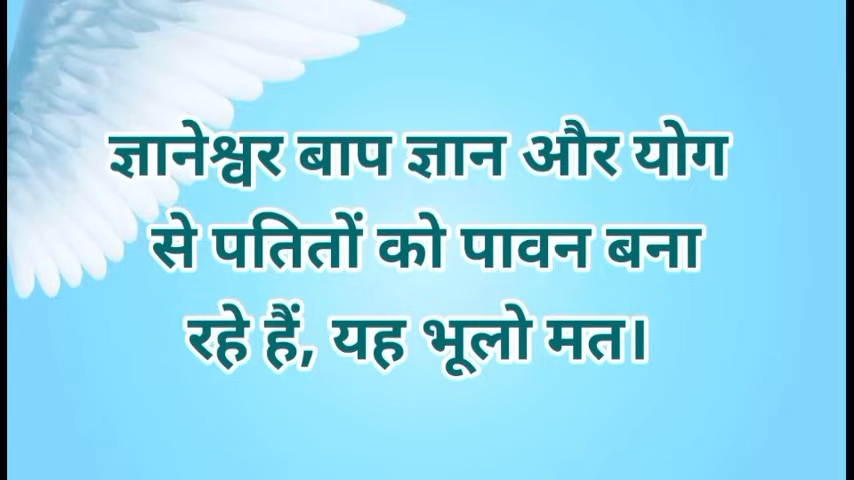 ज्ञानेश्वर बाप ज्ञान और योग
से पतितों को पावन बना
रहे हैं, यह भूलो मत।